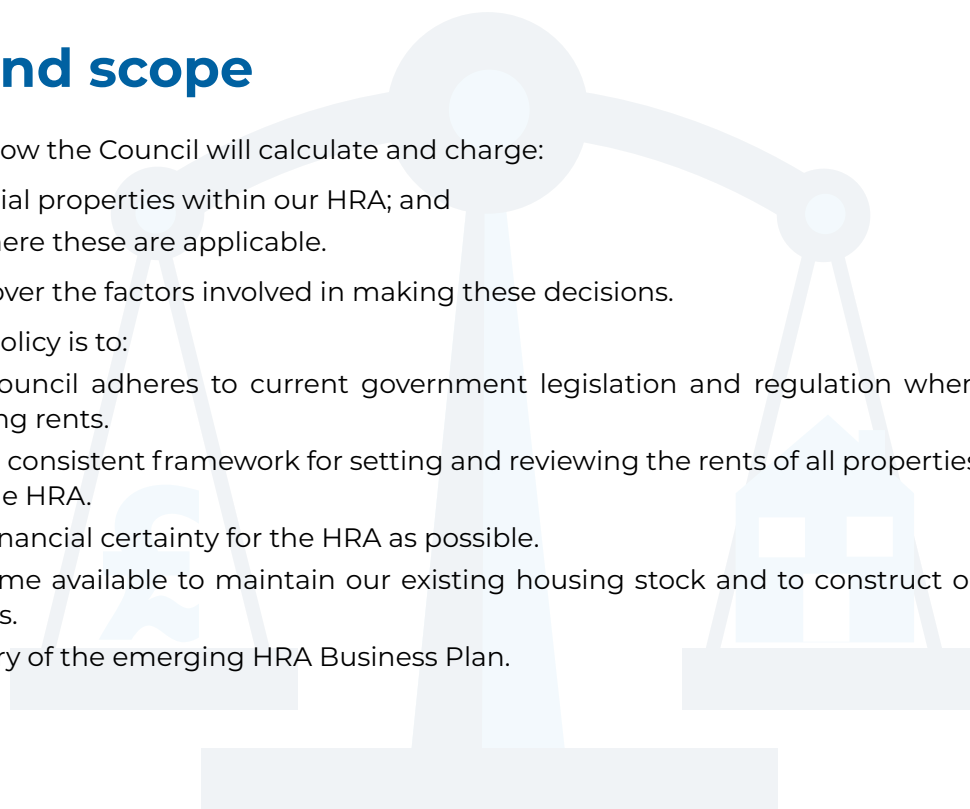 nd scope
ow the Council will calculate and charge:
ial properties within our HRA; and
ere these are applicable.
over the factors involved in making these decisions.
olicy is to:
ouncil adheres to current government legislation and regulation when
ng rents.
consistent framework for setting and reviewing the rents of all properties
e HRA.
nancial certainty for the HRA as possible.
me available to maintain our existing housing stock and to construct o
s.
ry of the emerging HRA Business Plan.